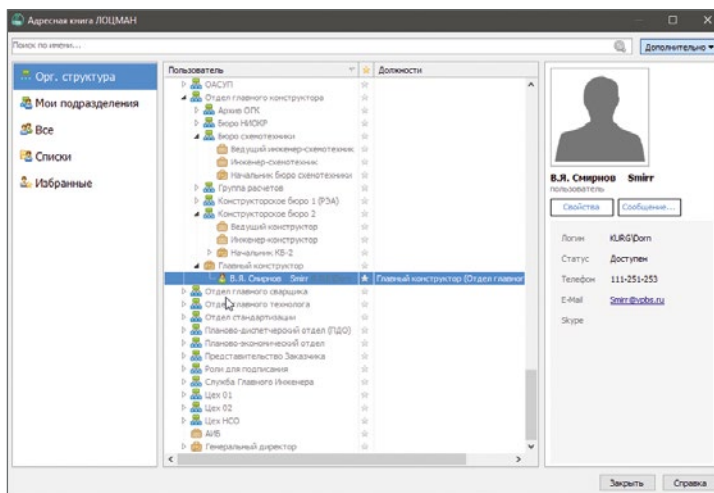 Адресная книга ЛОЦМАН
Поиск по имени...
Дополнительно
Орг. структура
Мои подразделения
Все
Списки
Избранные
Пользователь
Должности
ОАСУП
Отдел главного конструктора
Архив ОГК
Бюро НИОКР
Бюро схемотехники
Ведущий инженер-схемотехник
Инженер-схемотехник
Начальник бюро схемотехники
Группа расчетов
Конструкторское бюро 1 (РЭА)
Конструкторское бюро 2
Ведущий конструктор
Инженер конструктор
Начальник КБ-2
Главный конструктор
В.Я. Смирнов Smirr Главный конструктор (Отдел главног
Отдел главного сварщика
Отдел главного технолога
Отдел стандартизации
Планово-диспетчерский отдел (ПДО)
Планово-экономический отдел
Представительство Заказчика
Роли для подписания
Служба Главного Инженера
Цех 01
Цех 02
Цех НСО
АИБ
Генеральный директор
В.Я. Смирнов Smirr
пользователь
Свойства Сообщение...
Логин KURG\Dorn
Статус Доступен
Телефон 111-251-253
E-Mail Smirr@vpbs.ru
Skype
Закрыть Справка